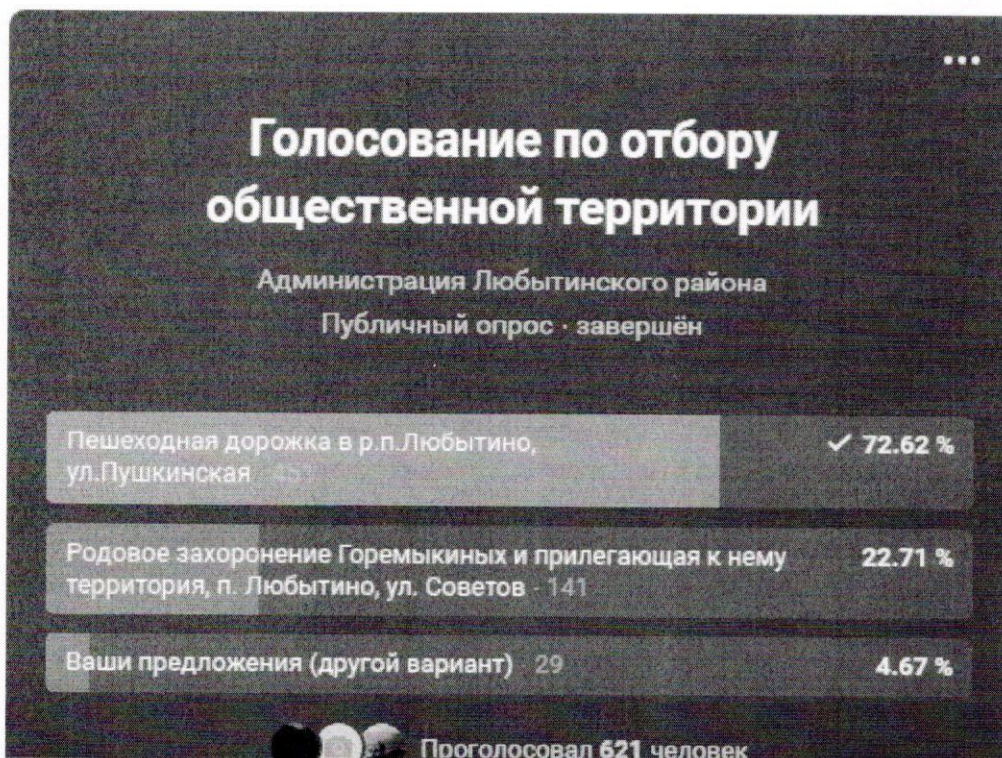 Голосование по отбору
общественной территории
Администрация Любытинского района
Публичный опрос · завершён
Пешеходная дорожка в р.п.Любытино,
ул.Пушкинская · 451
✓ 72.62 %
Родовое захоронение Горемыкиных и прилегающая к нему
территория, п. Любытино, ул. Советов · 141
22.71 %
Ваши предложения (другой вариант) · 29
4.67 %
Проголосовал 621 человек